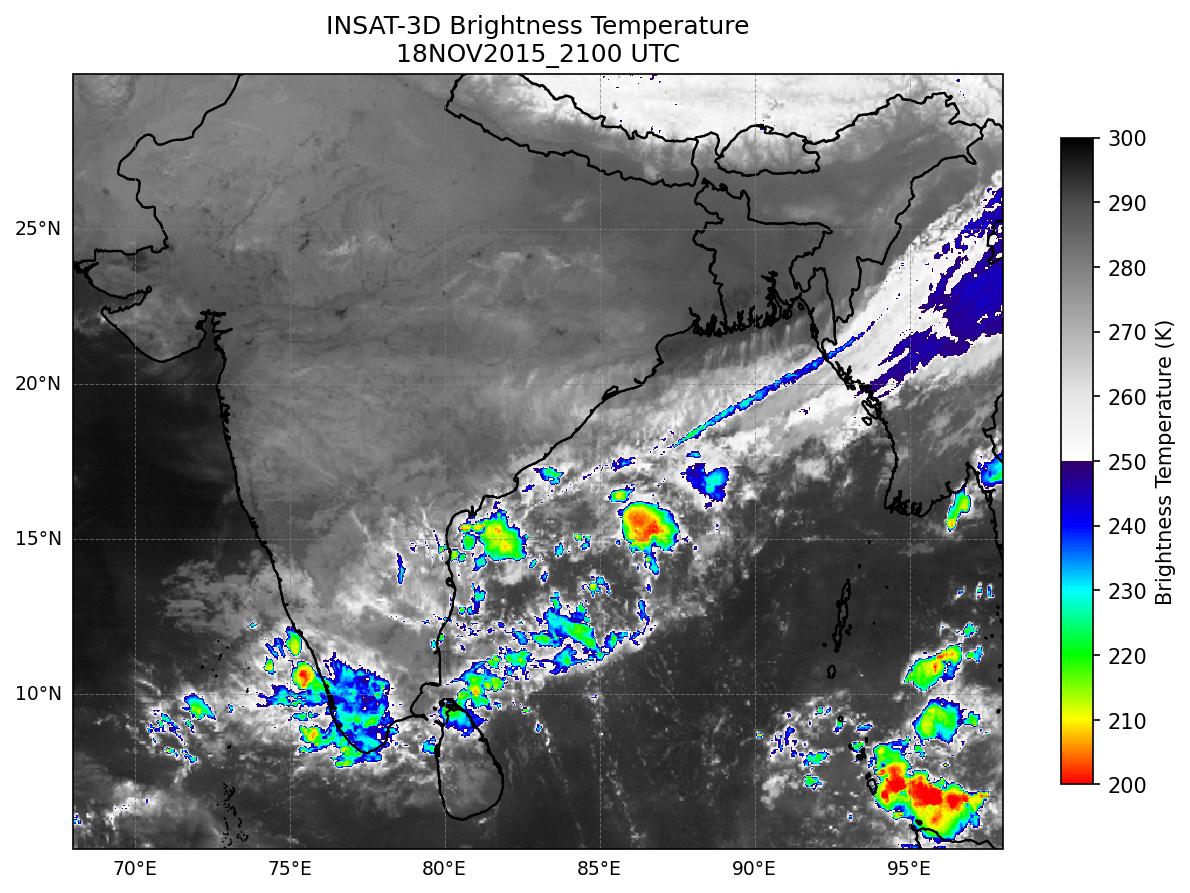 INSAT-3D Brightness Temperature
18NOV2015_2100 UTC
25°N
20°N
15°N
10°N
70°E
75°E
80°E
85°E
90°E
95°E
300
290
280
270
260
250
240
230
220
210
200
Brightness Temperature (K)